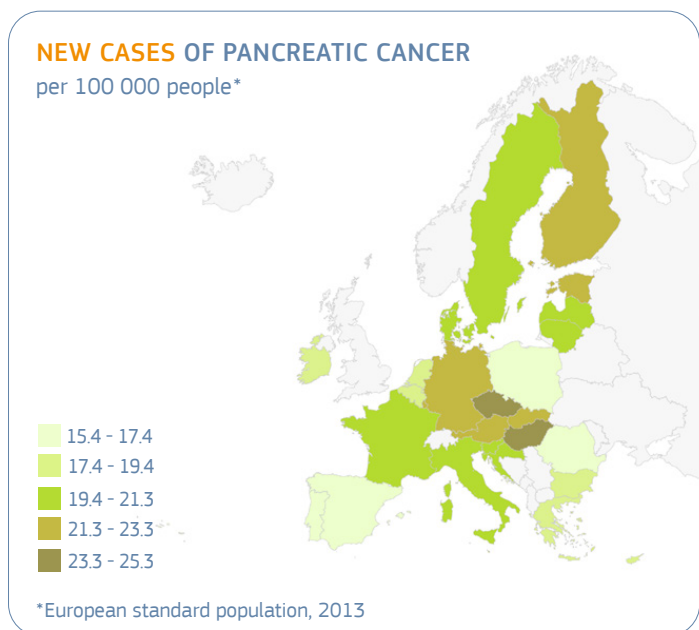 NEW CASES OF PANCREATIC CANCER
per 100 000 people*
15.4 - 17.4
17.4 - 19.4
19.4 - 21.3
21.3 - 23.3
23.3 - 25.3
*European standard population, 2013